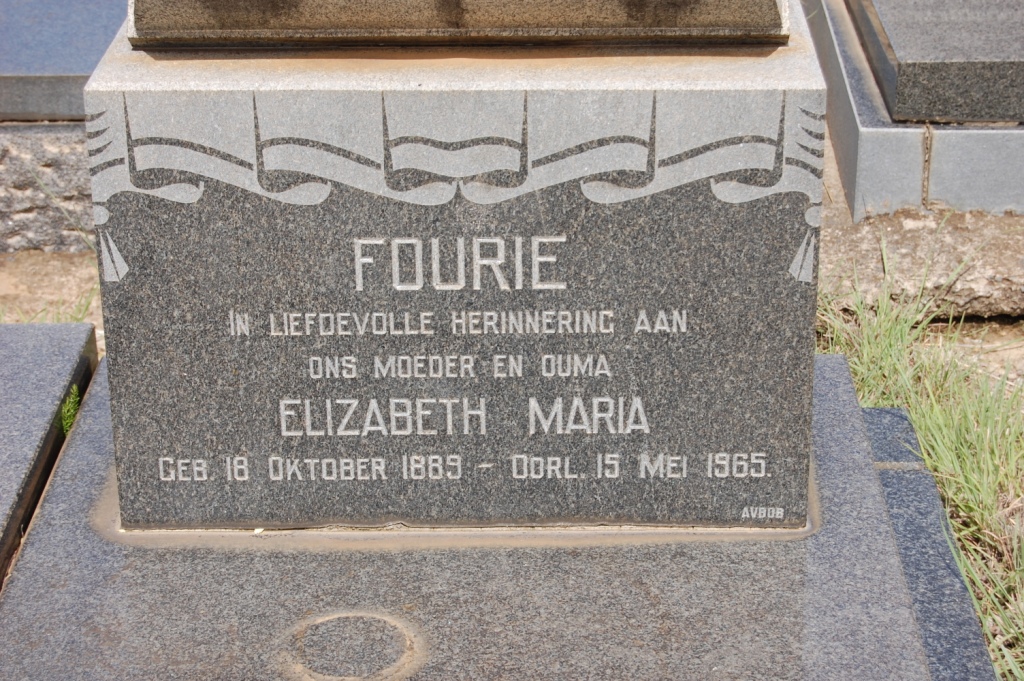 FOURIE
IN LIEFDEVOLLE HERINNERING AAN
ONS MOEDER EN OUMA
ELIZABETH MARIA
GEB. 18 OKTOBER 1889 - OORL. 15 MEI 1965.
AVBOB